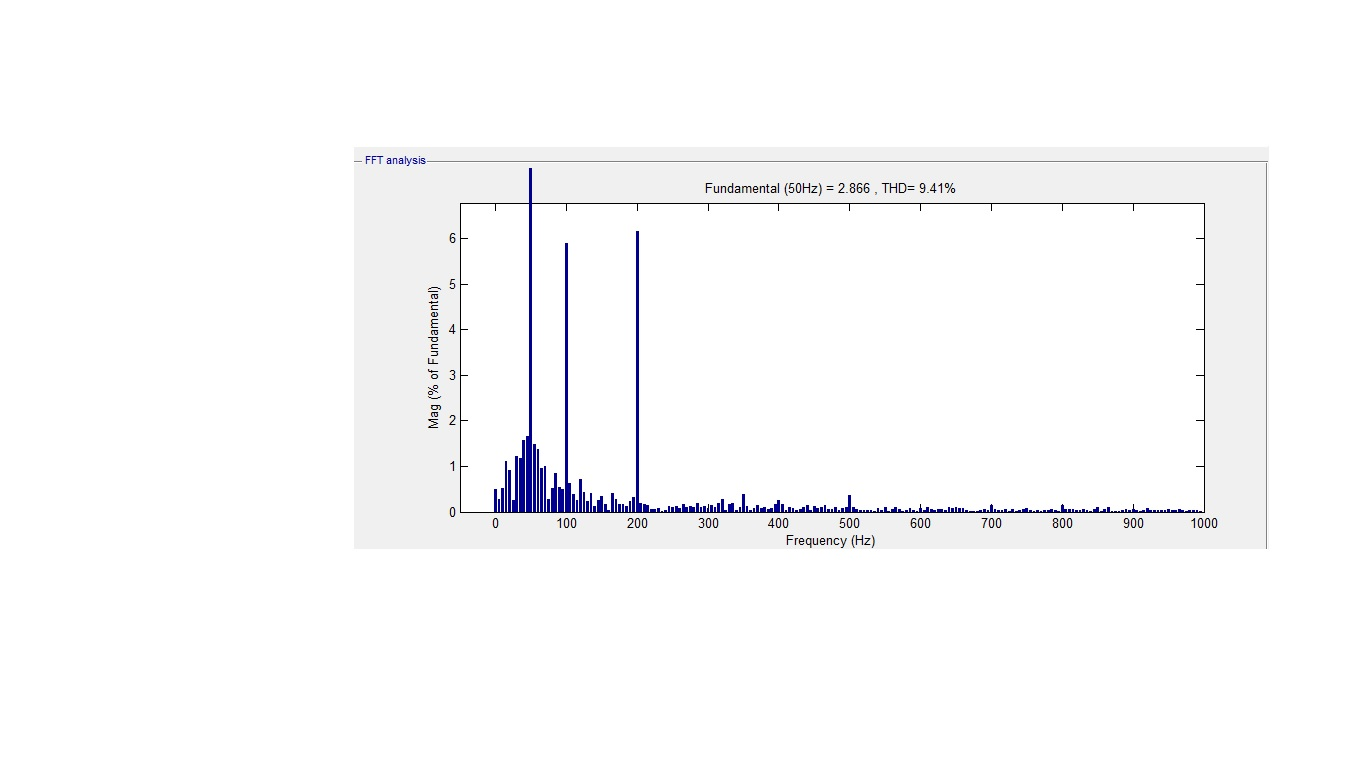 FFT analysis
Fundamental (50Hz) = 2.866 , THD= 9.41%
Mag (% of Fundamental)
6
5
4
3
2
1
0
0 100 200 300 400 500 600 700 800 900 1000
Frequency (Hz)